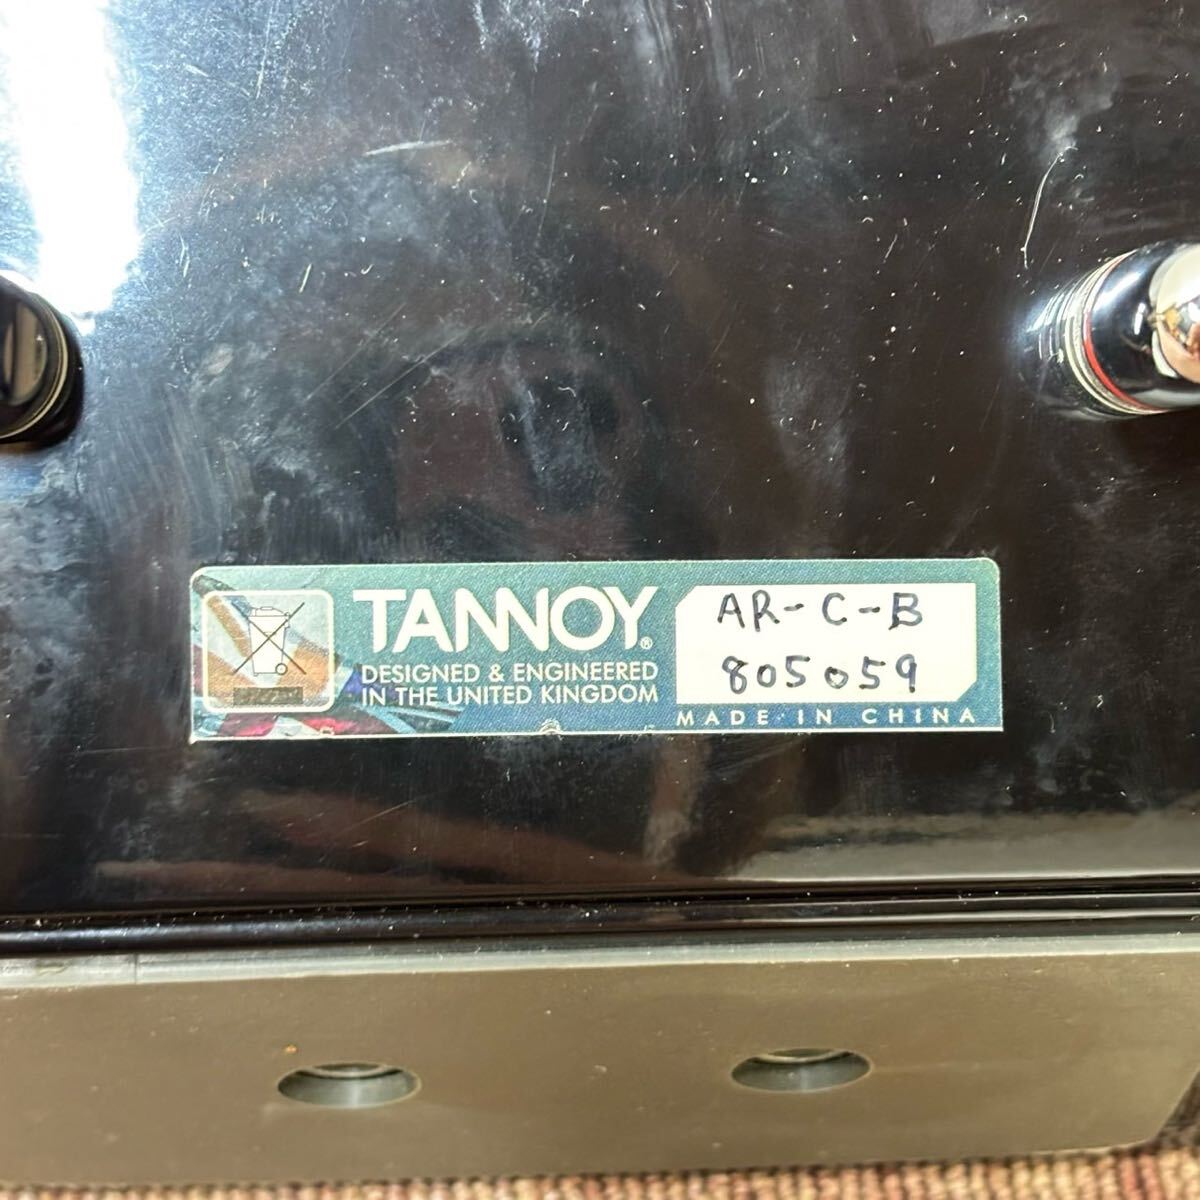 TANNOY®
DESIGNED & ENGINEERED
IN THE UNITED KINGDOM
AR-C-B
805059
MADE IN CHINA